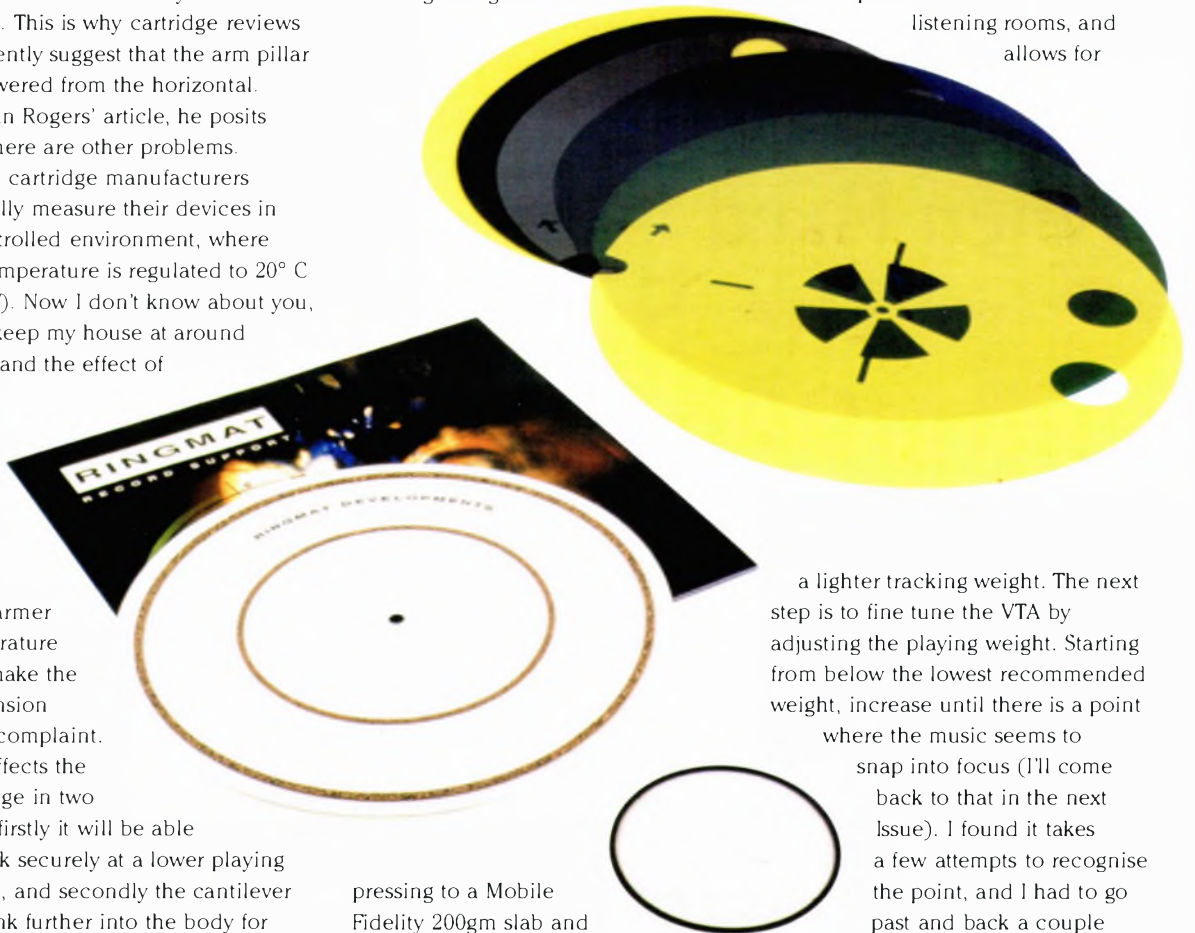 . This is why cartridge reviews
ently suggest that the arm pillar
vered from the horizontal.
n Rogers' article, he posits
here are other problems.
cartridge manufacturers
lly measure their devices in
trolled environment, where
mperature is regulated to 20° C
). Now I don't know about you,
keep my house at around
and the effect of
RINGMAT
RECORD SUPPORT
RINGMAT DEVELOPMENTS
armer
rature
nake the
nsion
complaint.
ffects the
ge in two
firstly it will be able
k securely at a lower playing
, and secondly the cantilever
nk further into the body for
pressing to a Mobile
Fidelity 200gm slab and
listening rooms, and
allows for
a lighter tracking weight. The next
step is to fine tune the VTA by
adjusting the playing weight. Starting
from below the lowest recommended
weight, increase until there is a point
where the music seems to
snap into focus (I'll come
back to that in the next
Issue). I found it takes
a few attempts to recognise
the point, and I had to go
past and back a couple